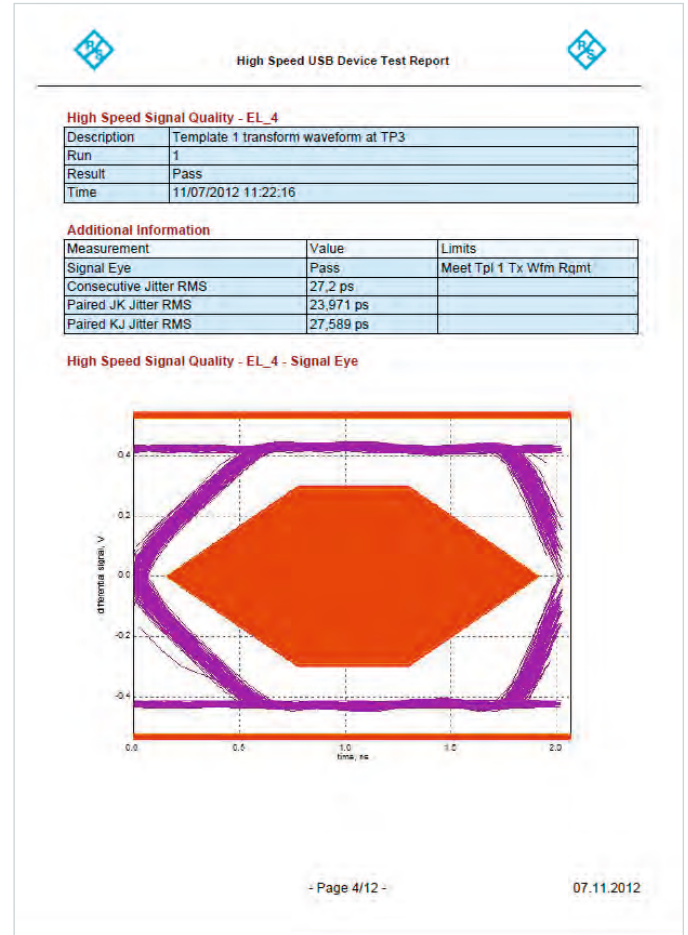 R/S
High Speed USB Device Test Report
R/S
High Speed Signal Quality - EL_4
Description Template 1 transform waveform at TP3
Run 1
Result Pass
Time 11/07/2012 11:22:16
Additional Information
Measurement Value Limits
Signal Eye Pass Meet Tpl 1 Tx Wfm Rqmt
Consecutive Jitter RMS 27,2 ps
Paired JK Jitter RMS 23,971 ps
Paired KJ Jitter RMS 27,589 ps
High Speed Signal Quality - EL_4 - Signal Eye
differential signal, V
0.4
0.2
0.0
-0.2
-0.4
0.0 0.5 1.0 1.5 2.0
time, ns
- Page 4/12 - 07.11.2012